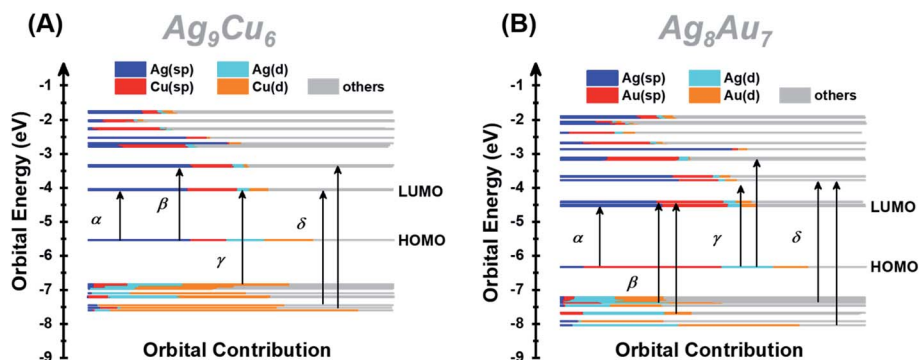 (A)
Ag₉Cu₆
Ag(sp) Ag(d)
Cu(sp) Cu(d) others
Orbital Energy (eV)
-1
-2
-3
-4
-5
-6
-7
-8
-9
LUMO
HOMO
α
β
γ
δ
Orbital Contribution
(B)
Ag₈Au₇
Ag(sp) Ag(d)
Au(sp) Au(d) others
Orbital Energy (eV)
-1
-2
-3
-4
-5
-6
-7
-8
-9
LUMO
HOMO
α
β
γ
δ
Orbital Contribution